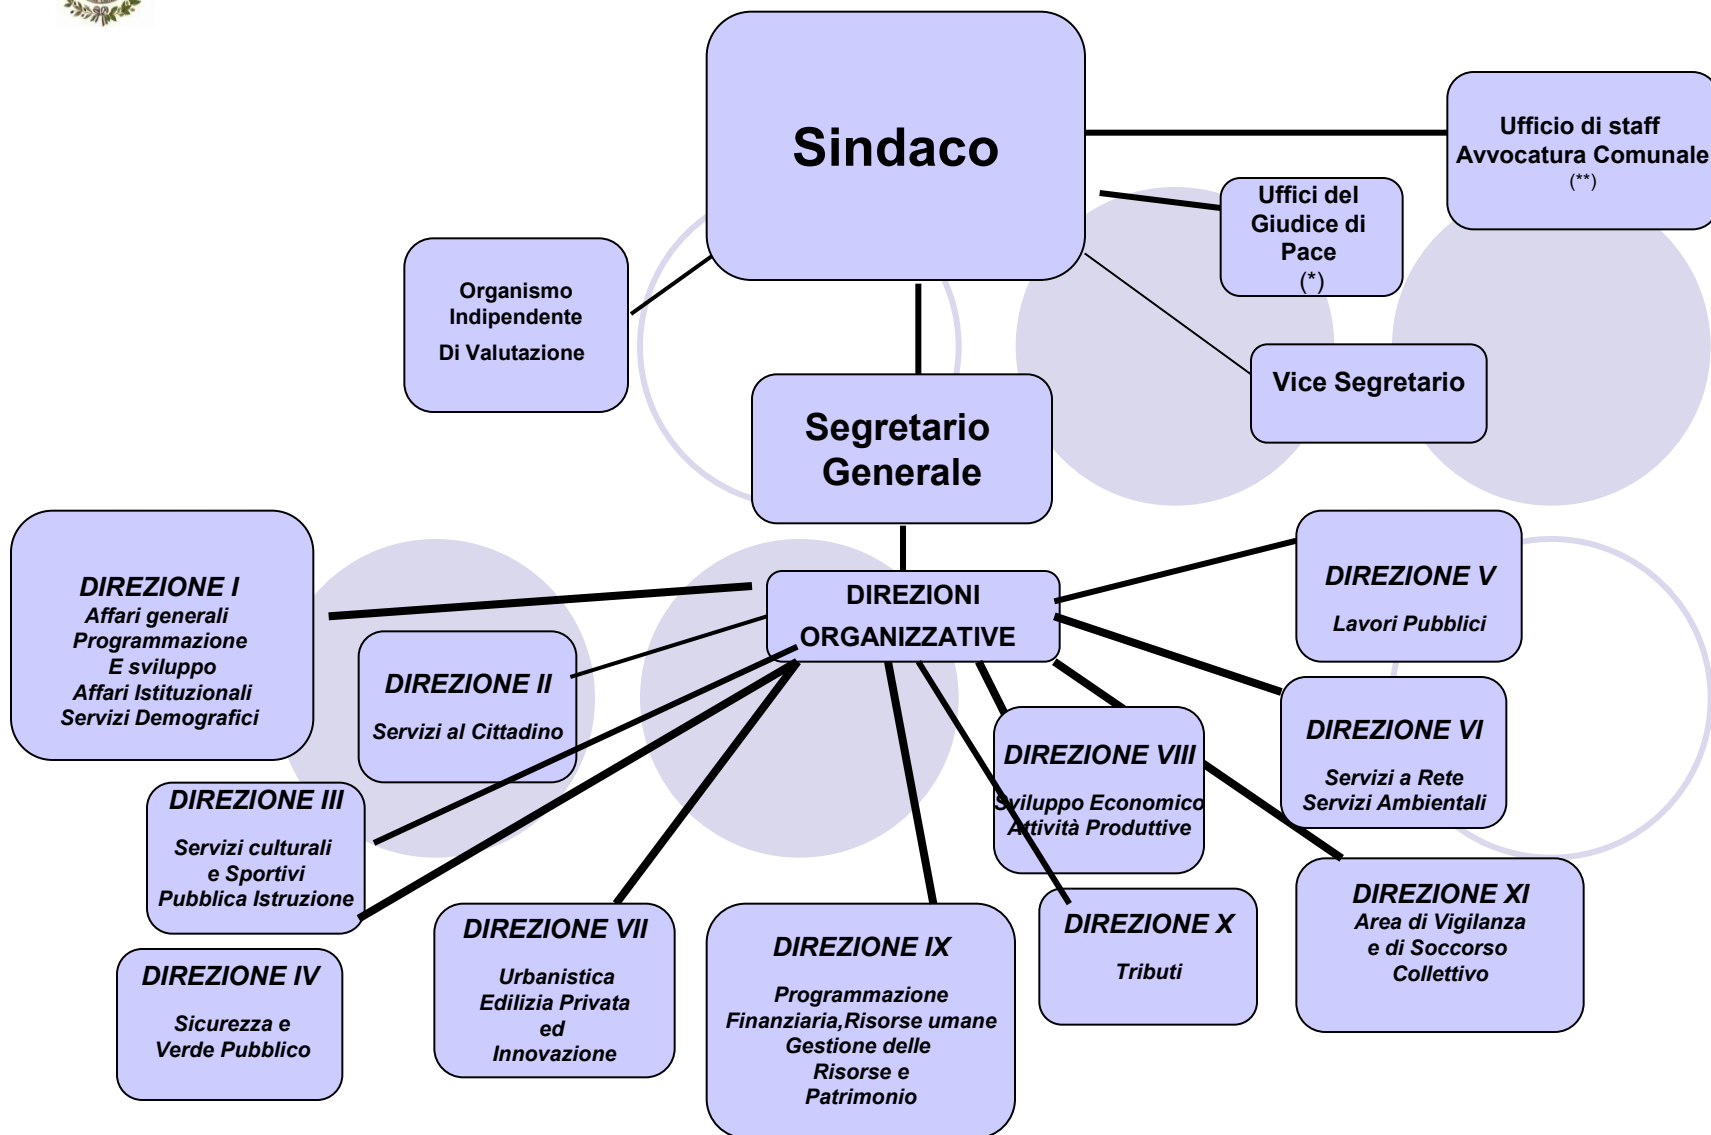 Sindaco
Ufficio di staff
Avvocatura Comunale
(**)
Uffici del
Giudice di
Pace
(*)
Organismo
Indipendente
Di Valutazione
Vice Segretario
Segretario
Generale
DIREZIONI
ORGANIZZATIVE
DIREZIONE I
Affari generali
Programmazione
E sviluppo
Affari Istituzionali
Servizi Demografici
DIREZIONE II
Servizi al Cittadino
DIREZIONE III
Servizi culturali
e Sportivi
Pubblica Istruzione
DIREZIONE IV
Sicurezza e
Verde Pubblico
DIREZIONE V
Lavori Pubblici
DIREZIONE VI
Servizi a Rete
Servizi Ambientali
DIREZIONE VII
Urbanistica
Edilizia Privata
ed
Innovazione
DIREZIONE VIII
Sviluppo Economico
Attività Produttive
DIREZIONE IX
Programmazione
Finanziaria,Risorse umane
Gestione delle
Risorse e
Patrimonio
DIREZIONE X
Tributi
DIREZIONE XI
Area di Vigilanza
e di Soccorso
Collettivo